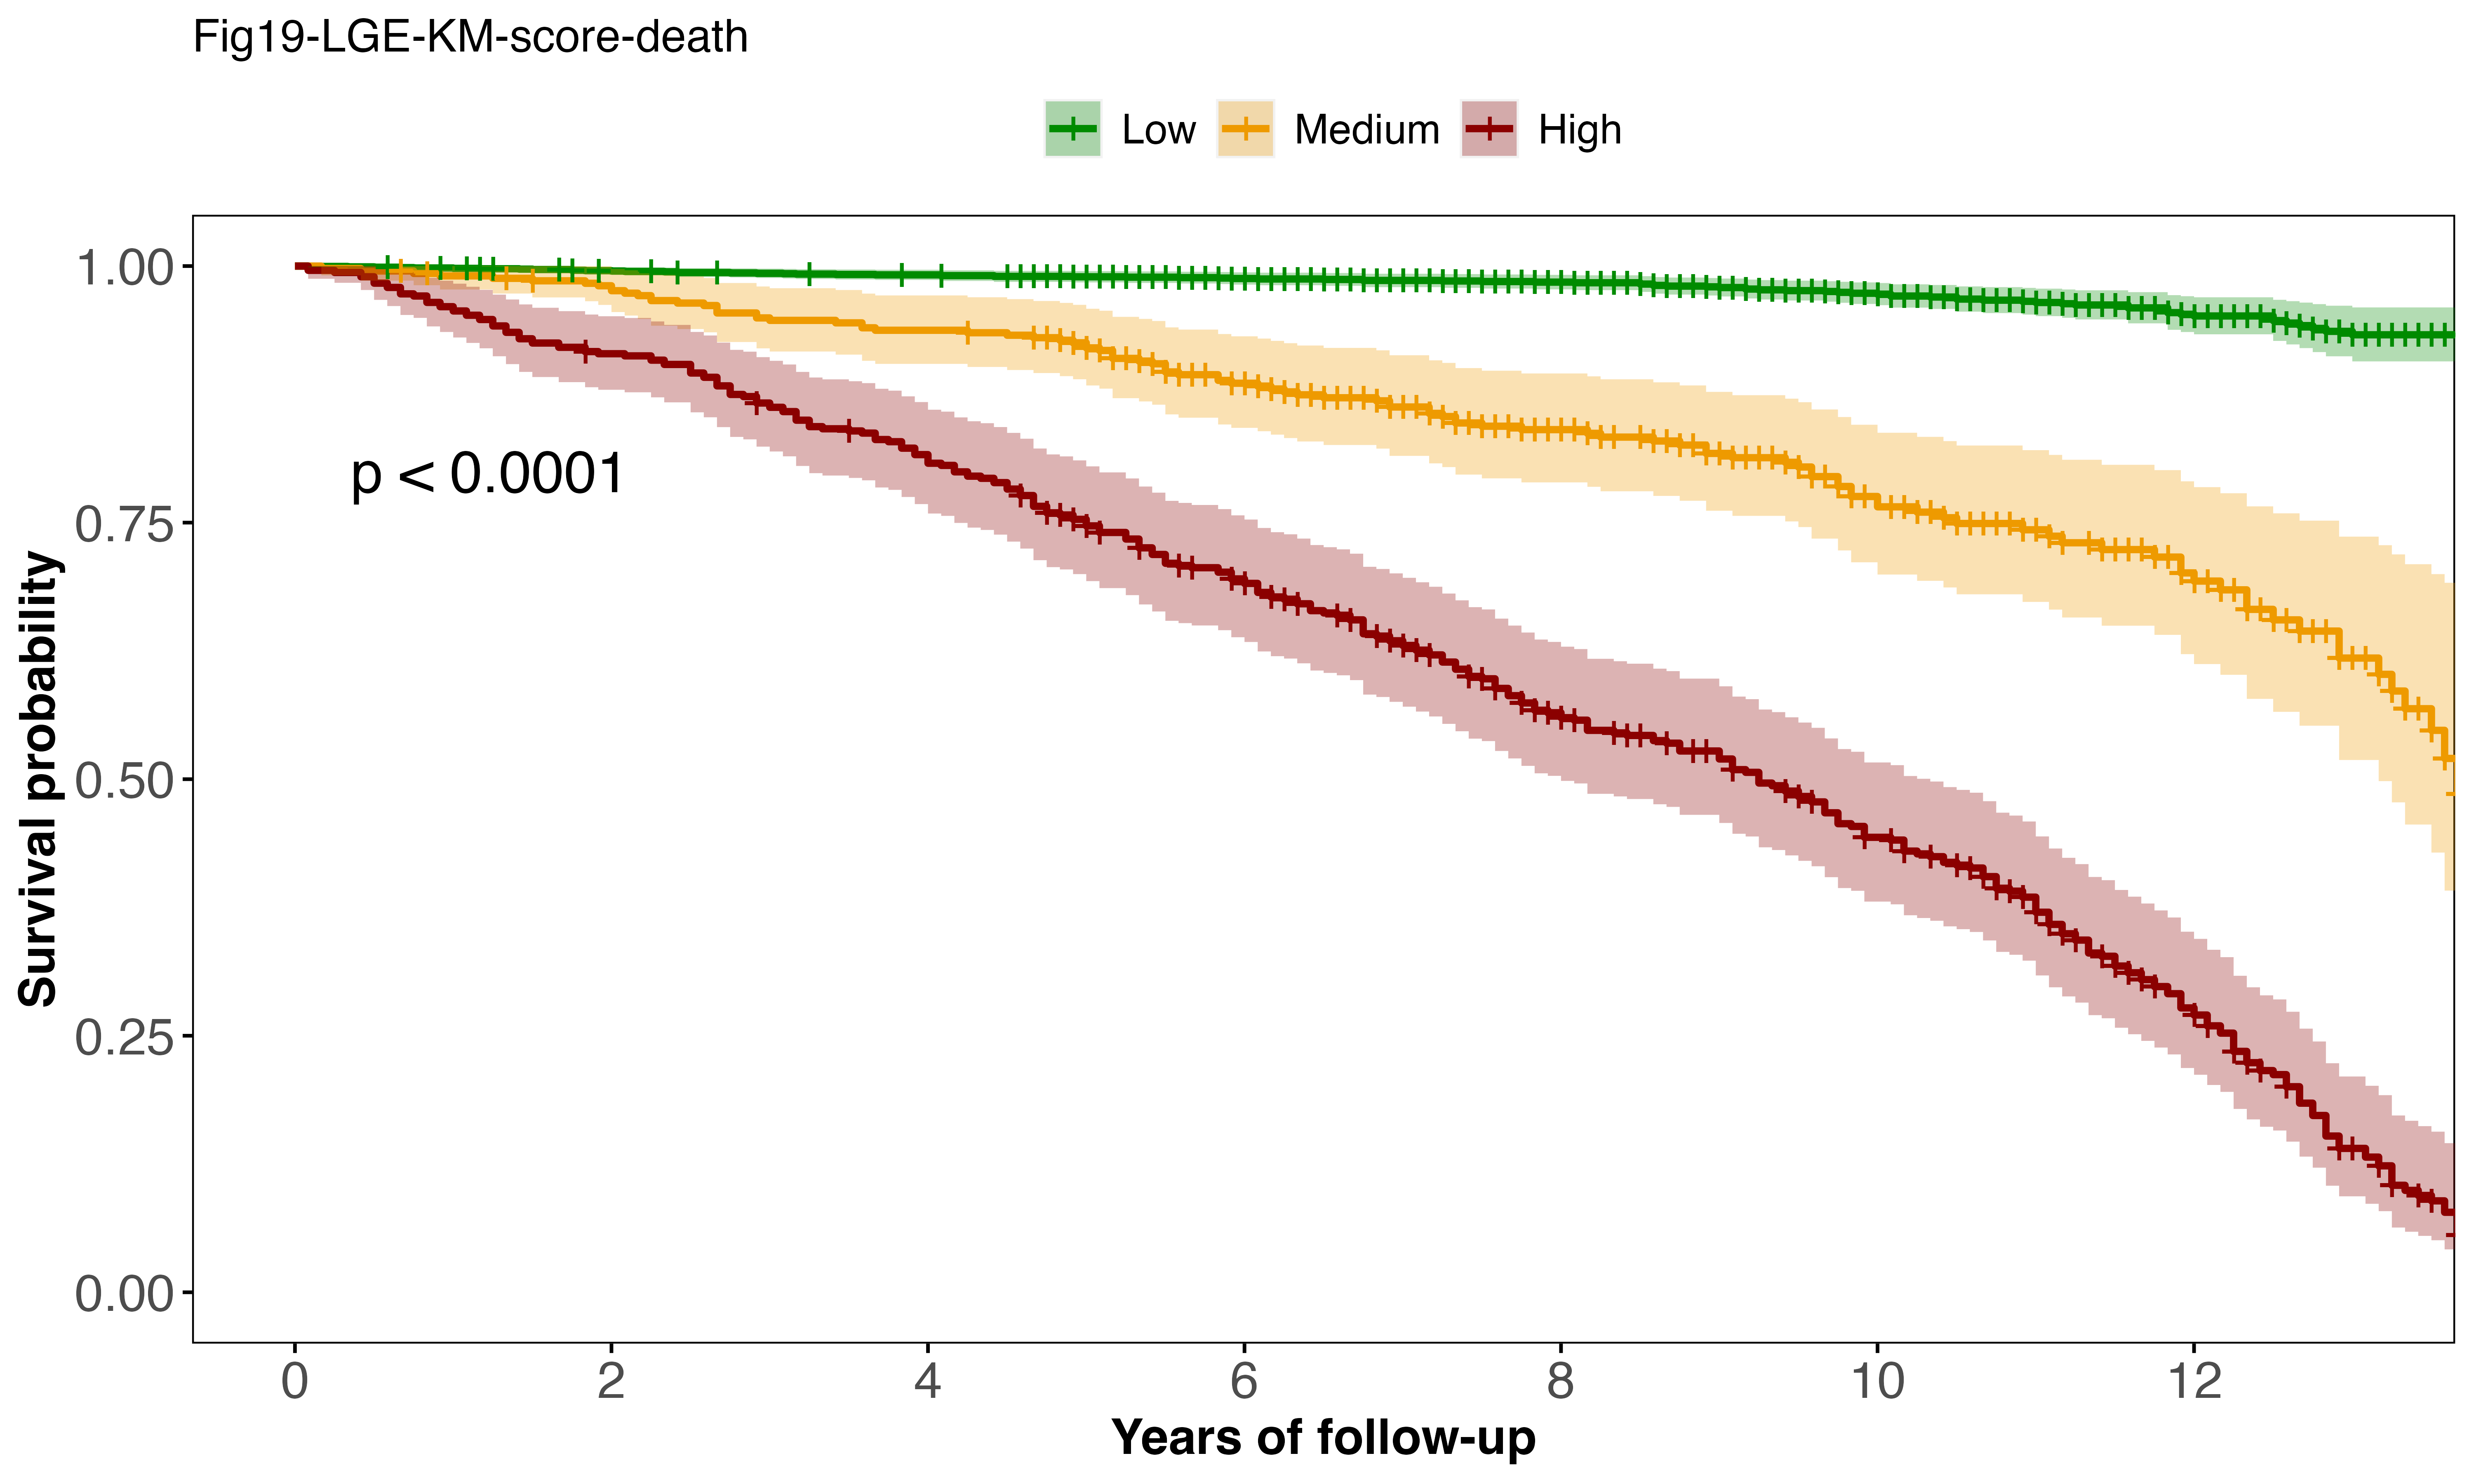 Fig19-LGE-KM-score-death
Low Medium High
1.00
0.75
0.50
0.25
0.00
p < 0.0001
Survival probability
0 2 4 6 8 10 12
Years of follow-up